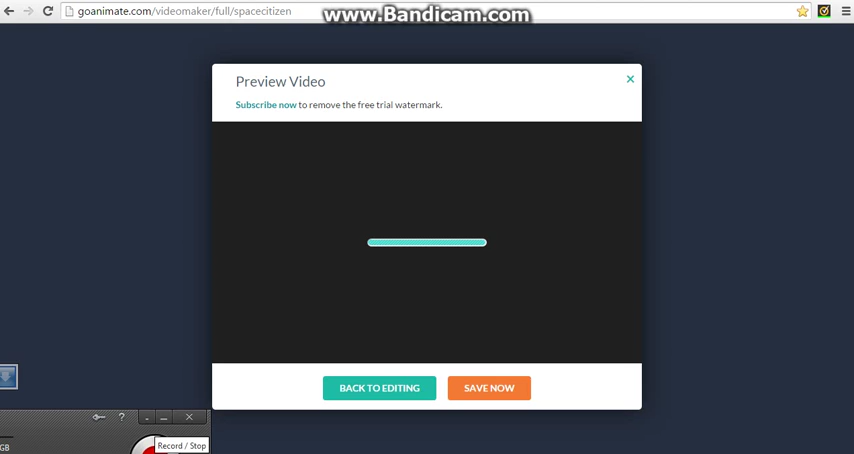 goanimate.com/videomaker/full/spacecitizen
www.Bandicam.com
Preview Video
Subscribe now to remove the free trial watermark.
BACK TO EDITING
SAVE NOW
?
GB
Record / Stop